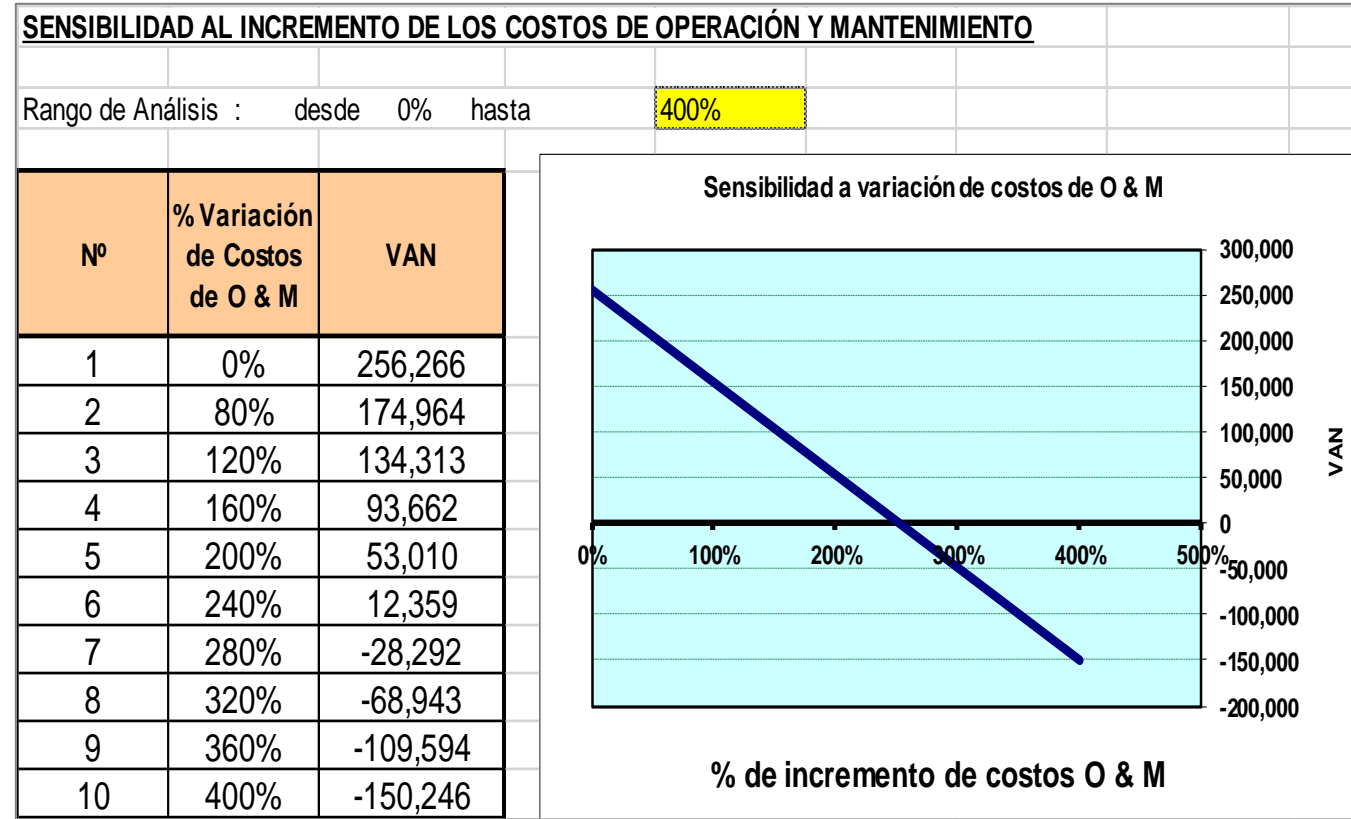 SENSIBILIDAD AL INCREMENTO DE LOS COSTOS DE OPERACIÓN Y MANTENIMIENTO
Rango de Análisis : desde 0% hasta 400%
Nº % Variación de Costos de O & M VAN
1 0% 256,266
2 80% 174,964
3 120% 134,313
4 160% 93,662
5 200% 53,010
6 240% 12,359
7 280% -28,292
8 320% -68,943
9 360% -109,594
10 400% -150,246
Sensibilidad a variación de costos de O & M
300,000
250,000
200,000
150,000
100,000
50,000
0
-50,000
-100,000
-150,000
-200,000
VAN
0% 100% 200% 300% 400% 500%
% de incremento de costos O & M